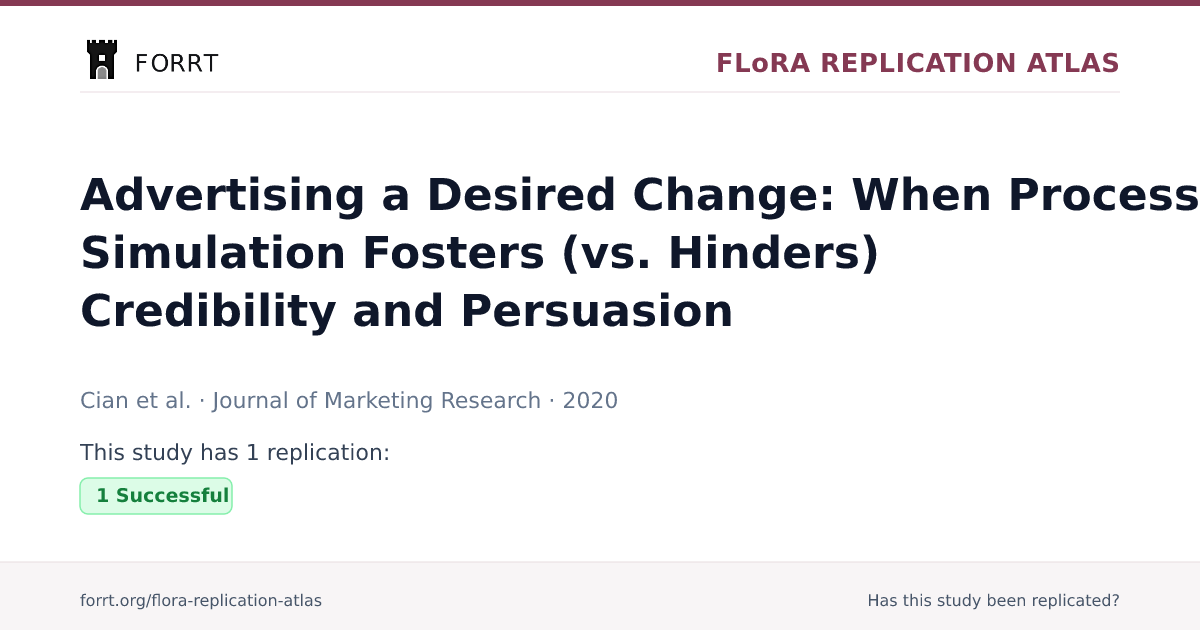 FORRT
FLoRA REPLICATION ATLAS
Advertising a Desired Change: When Process
Simulation Fosters (vs. Hinders)
Credibility and Persuasion
Cian et al. · Journal of Marketing Research · 2020
This study has 1 replication:
1 Successful
forrt.org/flora-replication-atlas
Has this study been replicated?